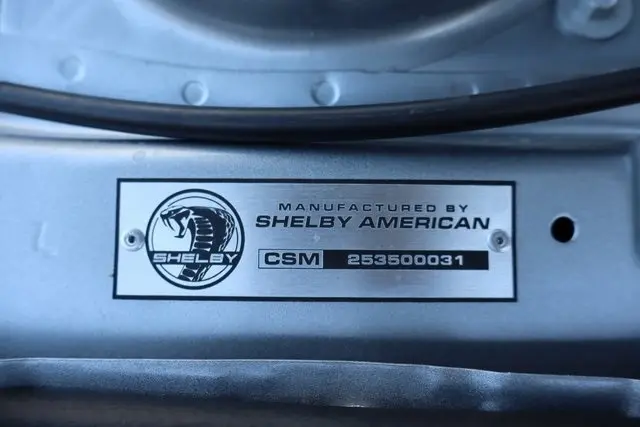 MANUFACTURED BY
SHELBY AMERICAN
SHELBY
CSM 253500031